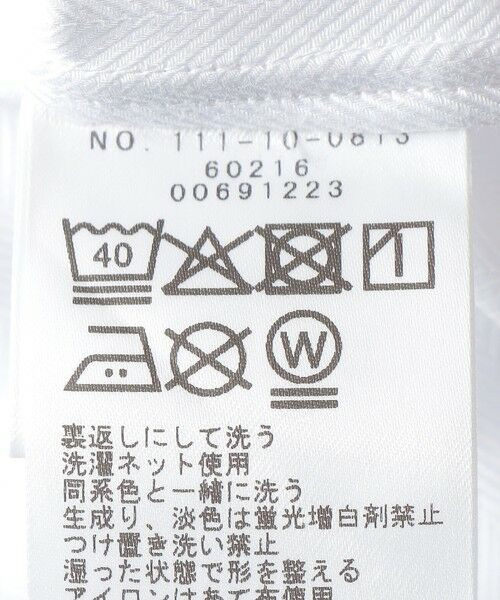 NO. 111-10-0813
60216
00691223
40
W
裏返しにして洗う
洗濯ネット使用
同系色と一緒に洗う
生成り、淡色は蛍光増白剤禁止
つけ置き洗い禁止
湿った状態で形を整える
アイロンはあて布使用